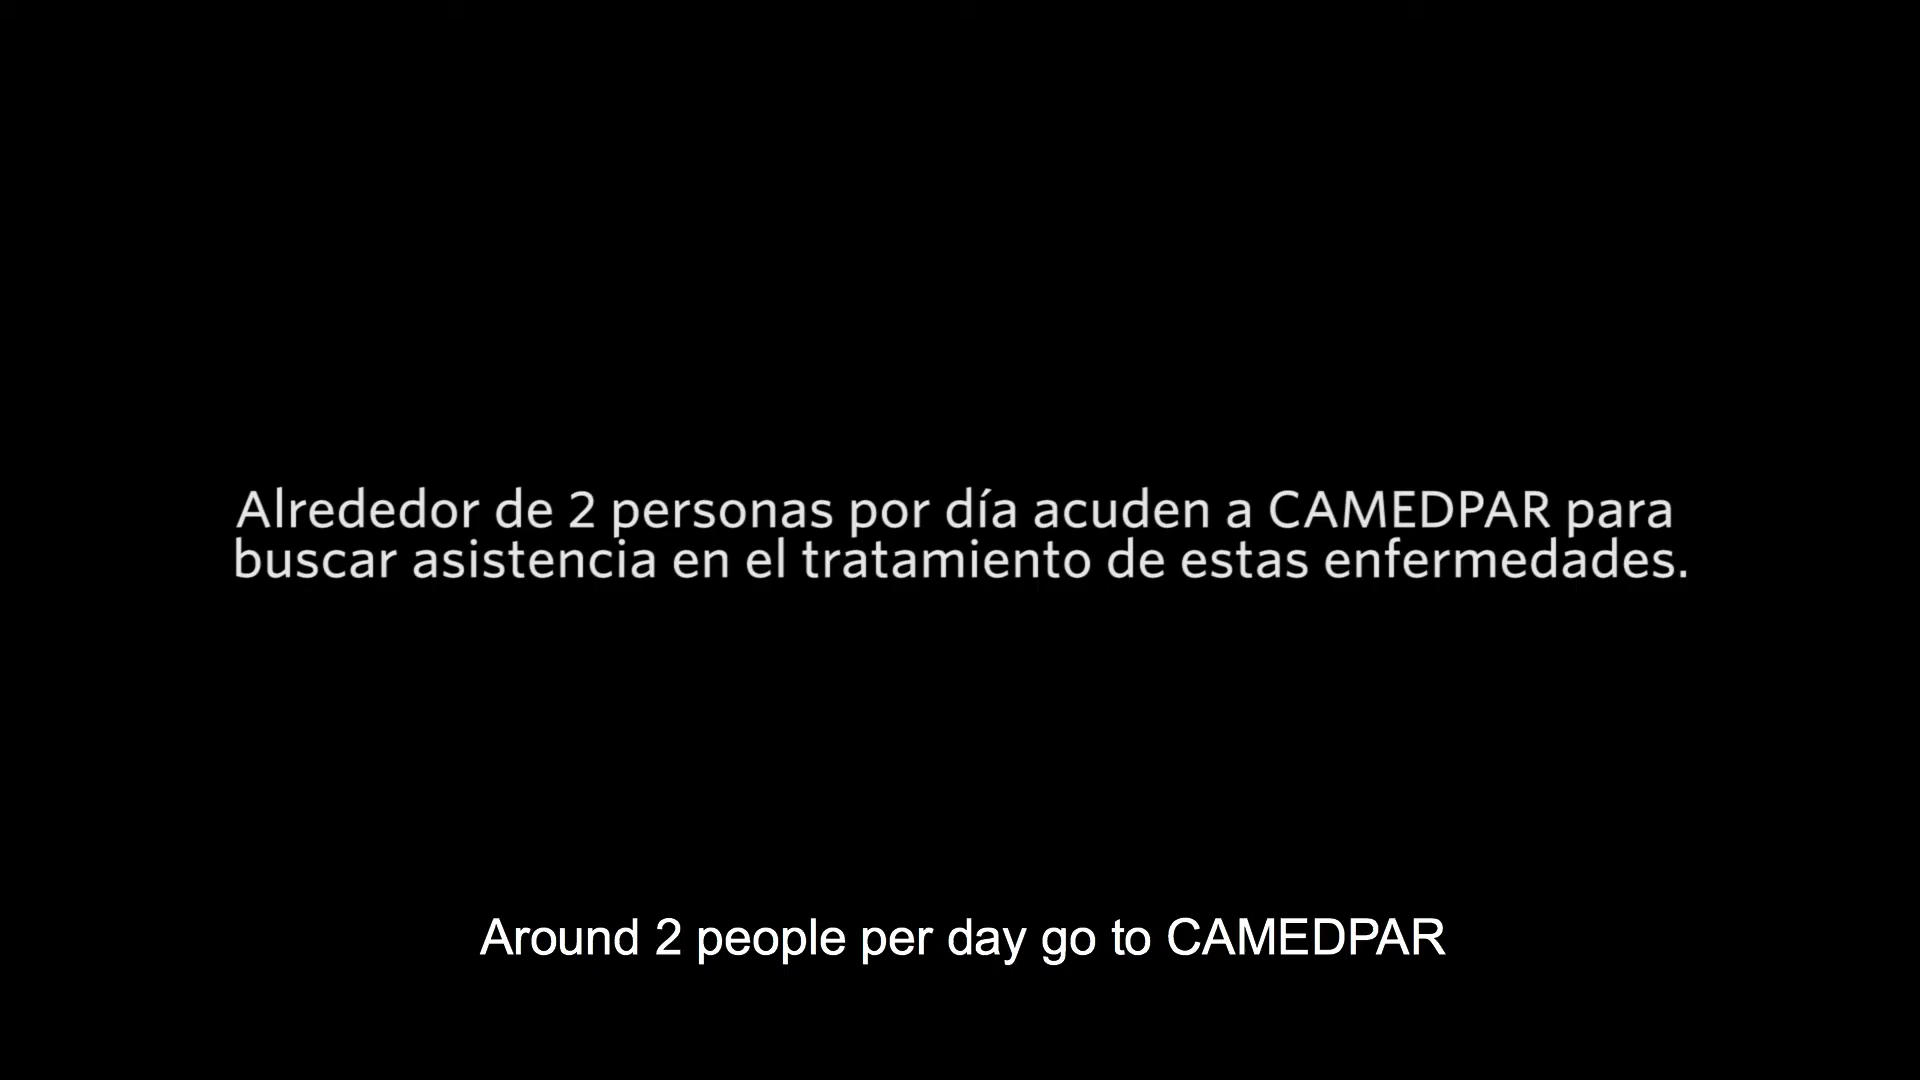 Alrededor de 2 personas por día acuden a CAMEDPAR para
buscar asistencia en el tratamiento de estas enfermedades.
Around 2 people per day go to CAMEDPAR